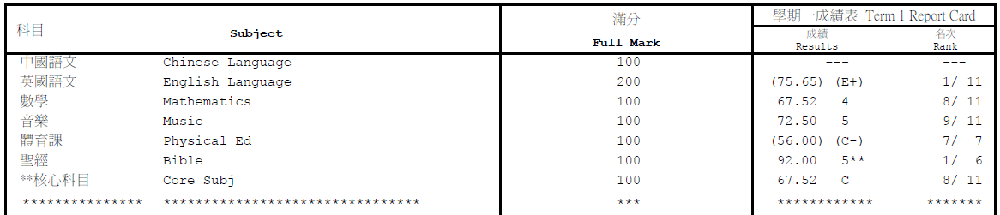 科目 Subject 滿分 Full Mark 學期一成績表 Term 1 Report Card
成績 Results 名次 Rank
中國語文 Chinese Language 100 --- ---
英國語文 English Language 200 (75.65) (E+) 1/ 11
數學 Mathematics 100 67.52 4 8/ 11
音樂 Music 100 72.50 5 9/ 11
體育課 Physical Ed 100 (56.00) (C-) 7/ 7
聖經 Bible 100 92.00 5** 1/ 6
**核心科目 Core Subj 100 67.52 C 8/ 11
*************** ******************************** *** ************ *******